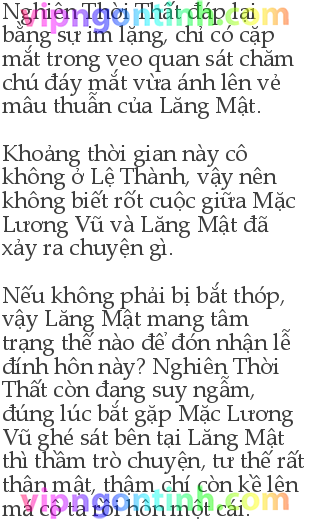 Nghiên Thời Thất đáp lại
bằng sự im lặng, chỉ có cặp
mắt trong veo quan sát chăm
chú đáy mắt vừa ánh lên vẻ
mâu thuẫn của Lăng Mật.
Khoảng thời gian này cô
không ở Lệ Thành, vậy nên
không biết rốt cuộc giữa Mặc
Lương Vũ và Lăng Mật đã
xảy ra chuyện gì.
Nếu không phải bị bắt thóp,
vậy Lăng Mật mang tâm
trạng thế nào để đón nhận lễ
đính hôn này? Nghiên Thời
Thất còn đang suy ngẫm,
đúng lúc bắt gặp Mặc Lương
Vũ ghé sát bên tại Lăng Mật
thì thầm trò chuyện, tư thế rất
thân mật, thậm chí còn kề lên
má cô ta rồi hôn một cái.
vipngontinh.com
vipngontinh.com